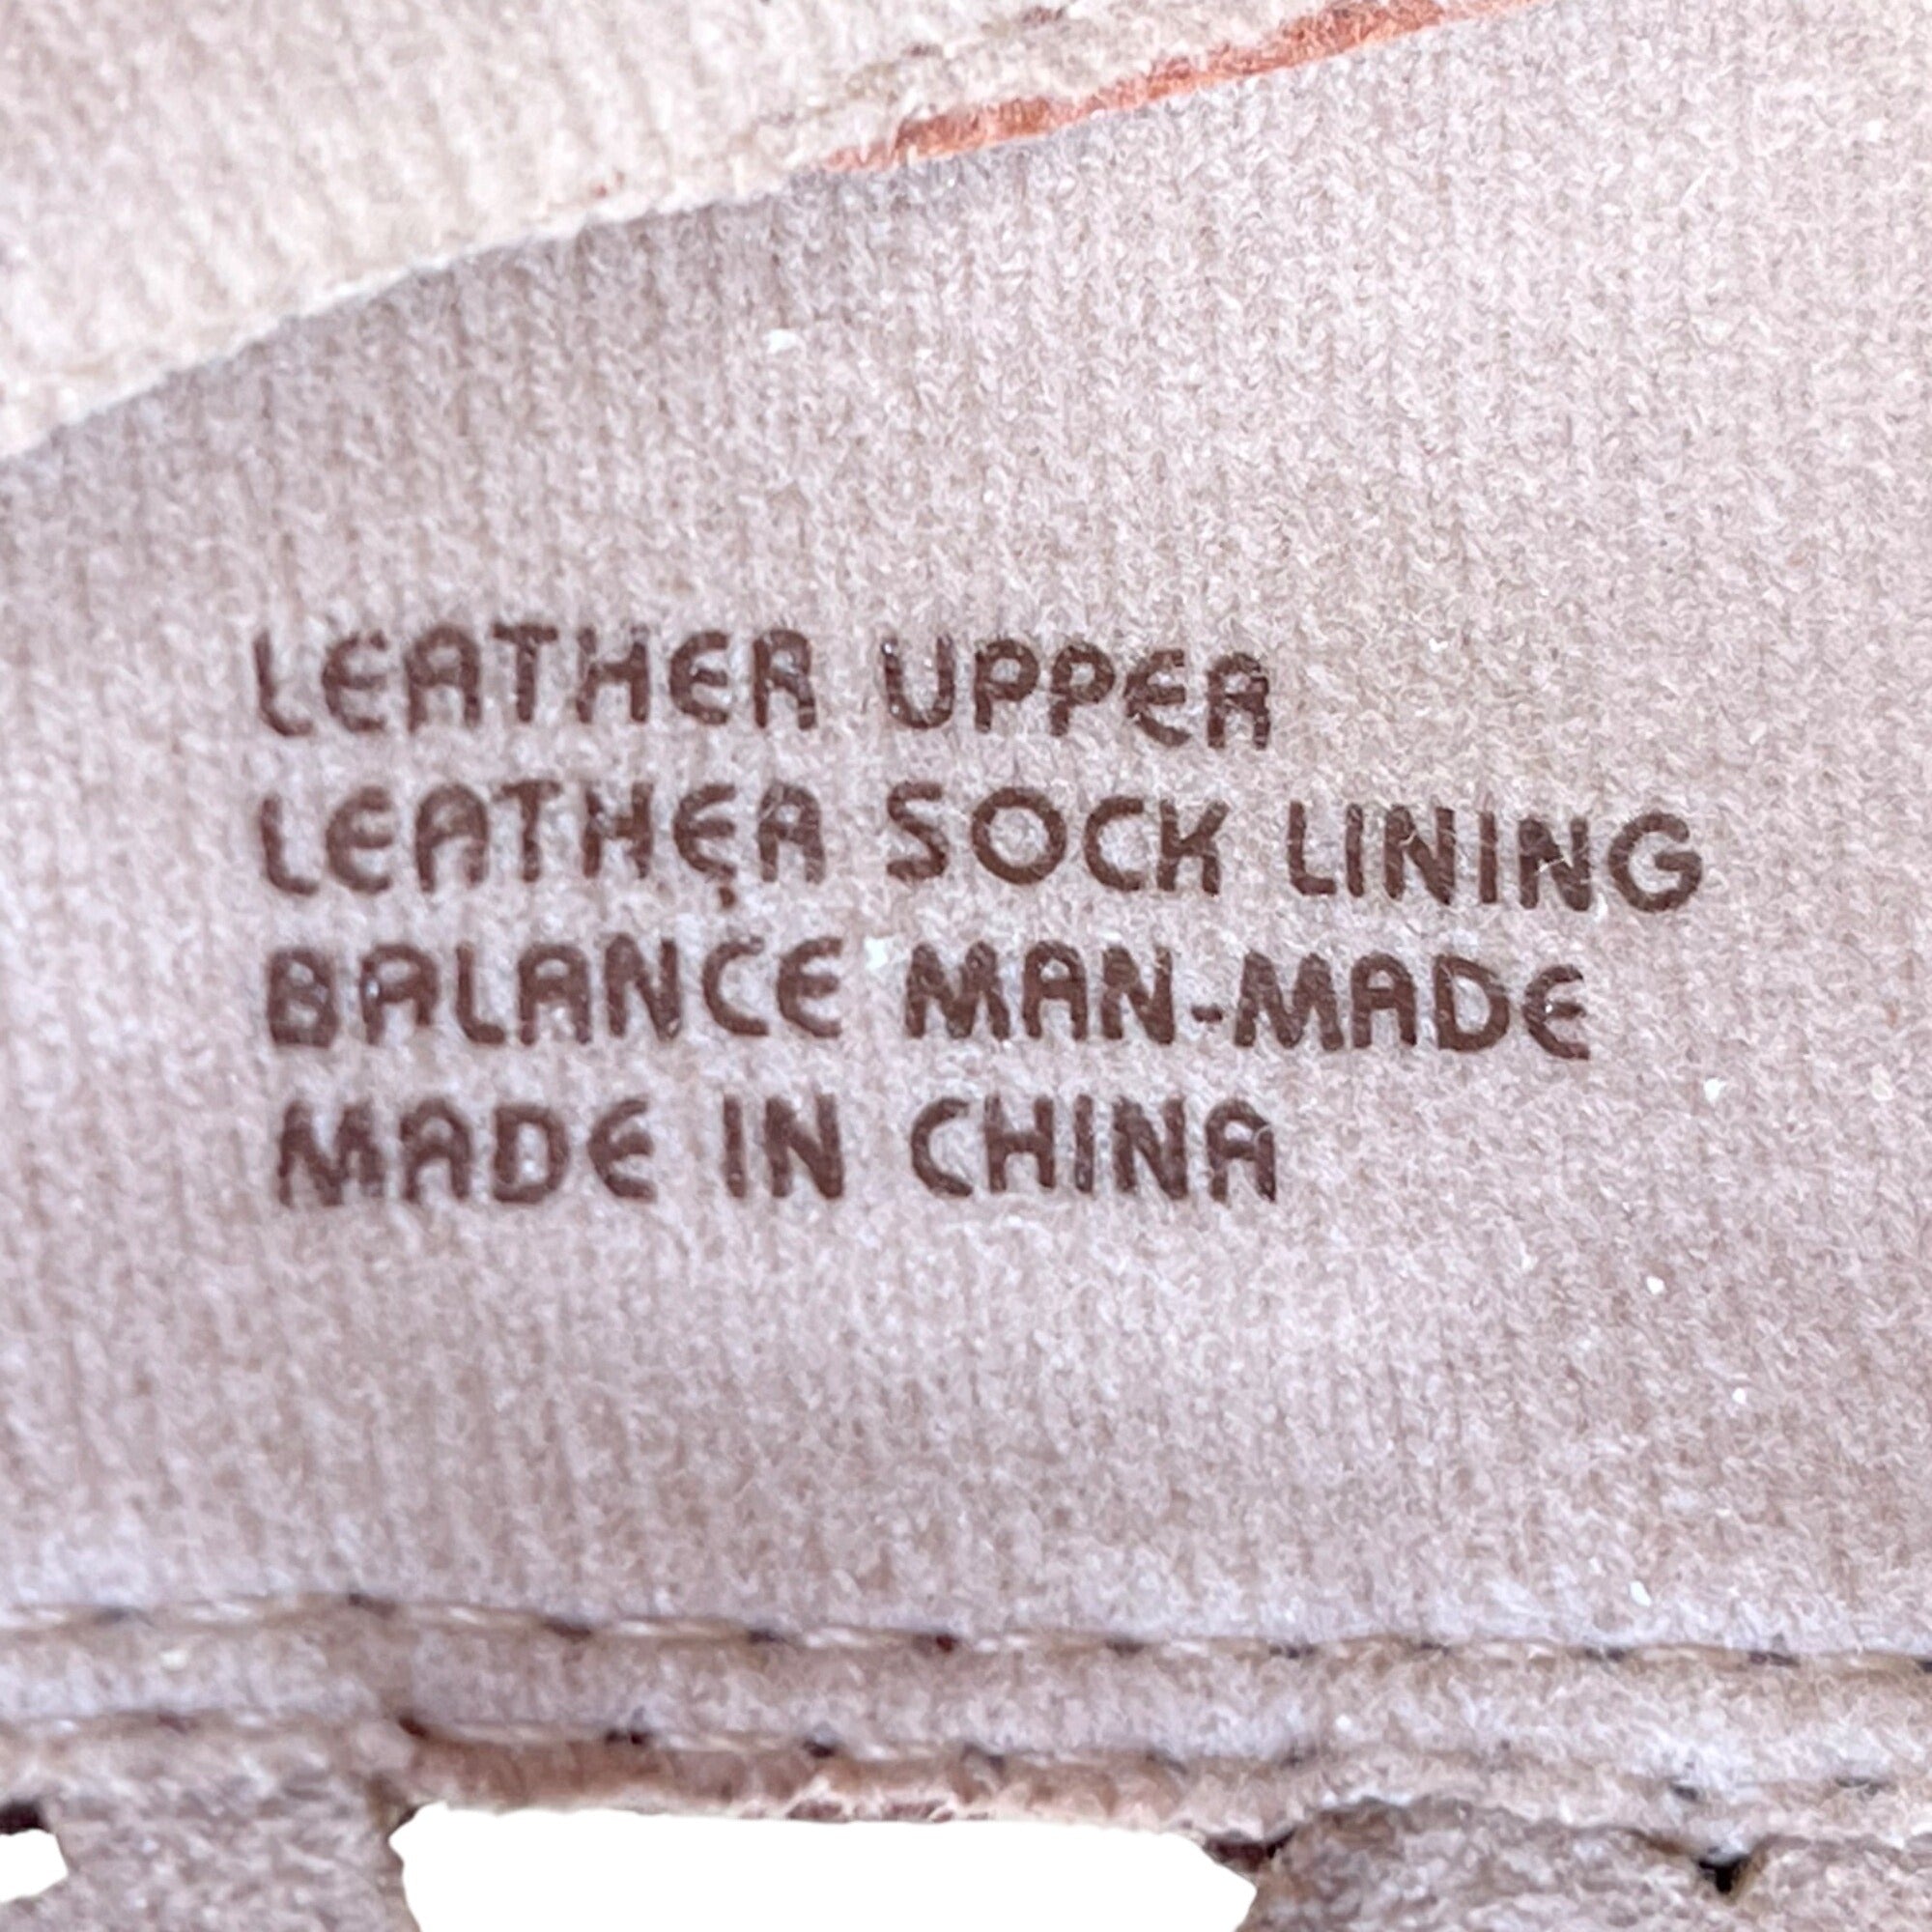 LEATHER UPPER
LEATHER SOCK LINING
BALANCE MAN-MADE
MADE IN CHINA